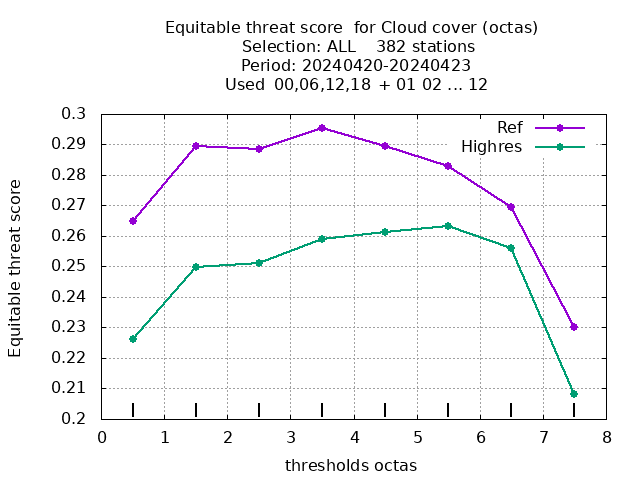 Equitable threat score  for Cloud cover (octas)
Selection: ALL    382 stations
Period: 20240420-20240423
Used  00,06,12,18  + 01 02 ... 12
Ref
Highres
Equitable threat score
0.3
0.29
0.28
0.27
0.26
0.25
0.24
0.23
0.22
0.21
0.2
0 1 2 3 4 5 6 7 8
thresholds octas